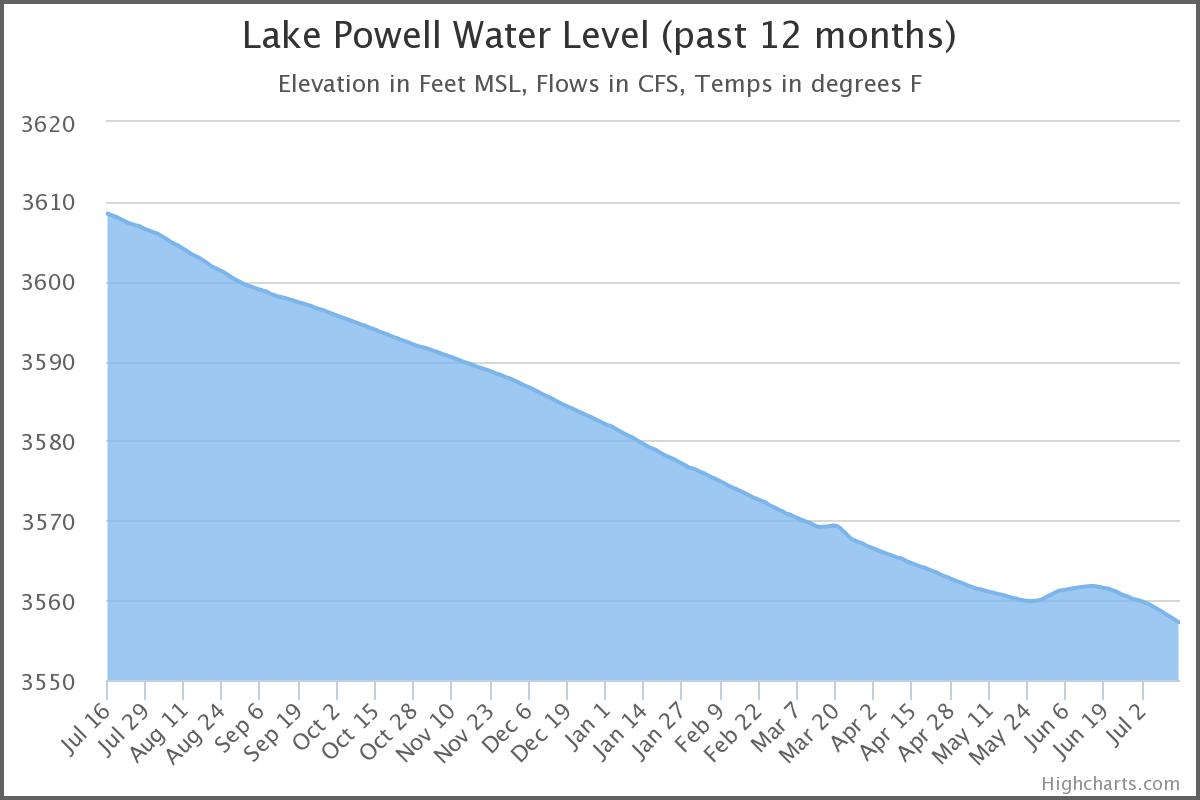 Lake Powell Water Level (past 12 months)
Elevation in Feet MSL, Flows in CFS, Temps in degrees F
3620
3610
3600
3590
3580
3570
3560
3550
Jul 16
Jul 29
Aug 11
Aug 24
Sep 6
Sep 19
Oct 2
Oct 15
Oct 28
Nov 10
Nov 23
Dec 6
Dec 19
Jan 1
Jan 14
Jan 27
Feb 9
Feb 22
Mar 7
Mar 20
Apr 2
Apr 15
Apr 28
May 11
May 24
Jun 6
Jun 19
Jul 2
Highcharts.com